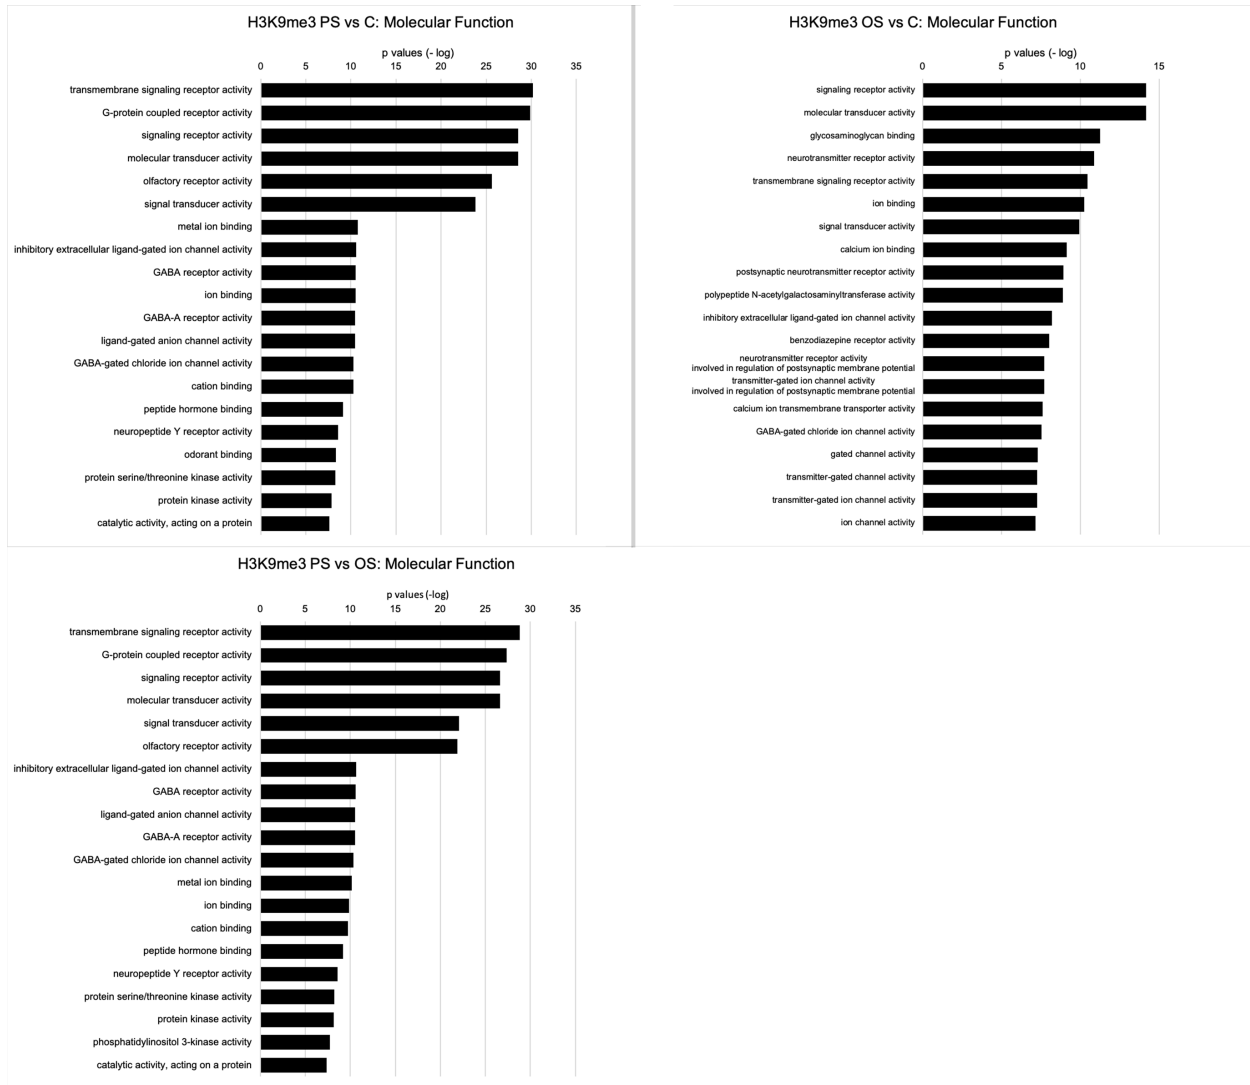 H3K9me3 PS vs C: Molecular Function
p values (- log)
0 5 10 15 20 25 30 35
transmembrane signaling receptor activity
G-protein coupled receptor activity
signaling receptor activity
molecular transducer activity
olfactory receptor activity
signal transducer activity
metal ion binding
inhibitory extracellular ligand-gated ion channel activity
GABA receptor activity
ion binding
GABA-A receptor activity
ligand-gated anion channel activity
GABA-gated chloride ion channel activity
cation binding
peptide hormone binding
neuropeptide Y receptor activity
odorant binding
protein serine/threonine kinase activity
protein kinase activity
catalytic activity, acting on a protein
H3K9me3 OS vs C: Molecular Function
p values (- log)
0 5 10 15
signaling receptor activity
molecular transducer activity
glycosaminoglycan binding
neurotransmitter receptor activity
transmembrane signaling receptor activity
ion binding
signal transducer activity
calcium ion binding
postsynaptic neurotransmitter receptor activity
polypeptide N-acetylgalactosaminyltransferase activity
inhibitory extracellular ligand-gated ion channel activity
benzodiazepine receptor activity
neurotransmitter receptor activity
involved in regulation of postsynaptic membrane potential
transmitter-gated ion channel activity
involved in regulation of postsynaptic membrane potential
calcium ion transmembrane transporter activity
GABA-gated chloride ion channel activity
gated channel activity
transmitter-gated channel activity
transmitter-gated ion channel activity
ion channel activity
H3K9me3 PS vs OS: Molecular Function
p values (-log)
0 5 10 15 20 25 30 35
transmembrane signaling receptor activity
G-protein coupled receptor activity
signaling receptor activity
molecular transducer activity
signal transducer activity
olfactory receptor activity
inhibitory extracellular ligand-gated ion channel activity
GABA receptor activity
ligand-gated anion channel activity
GABA-A receptor activity
GABA-gated chloride ion channel activity
metal ion binding
ion binding
cation binding
peptide hormone binding
neuropeptide Y receptor activity
protein serine/threonine kinase activity
protein kinase activity
phosphatidylinositol 3-kinase activity
catalytic activity, acting on a protein